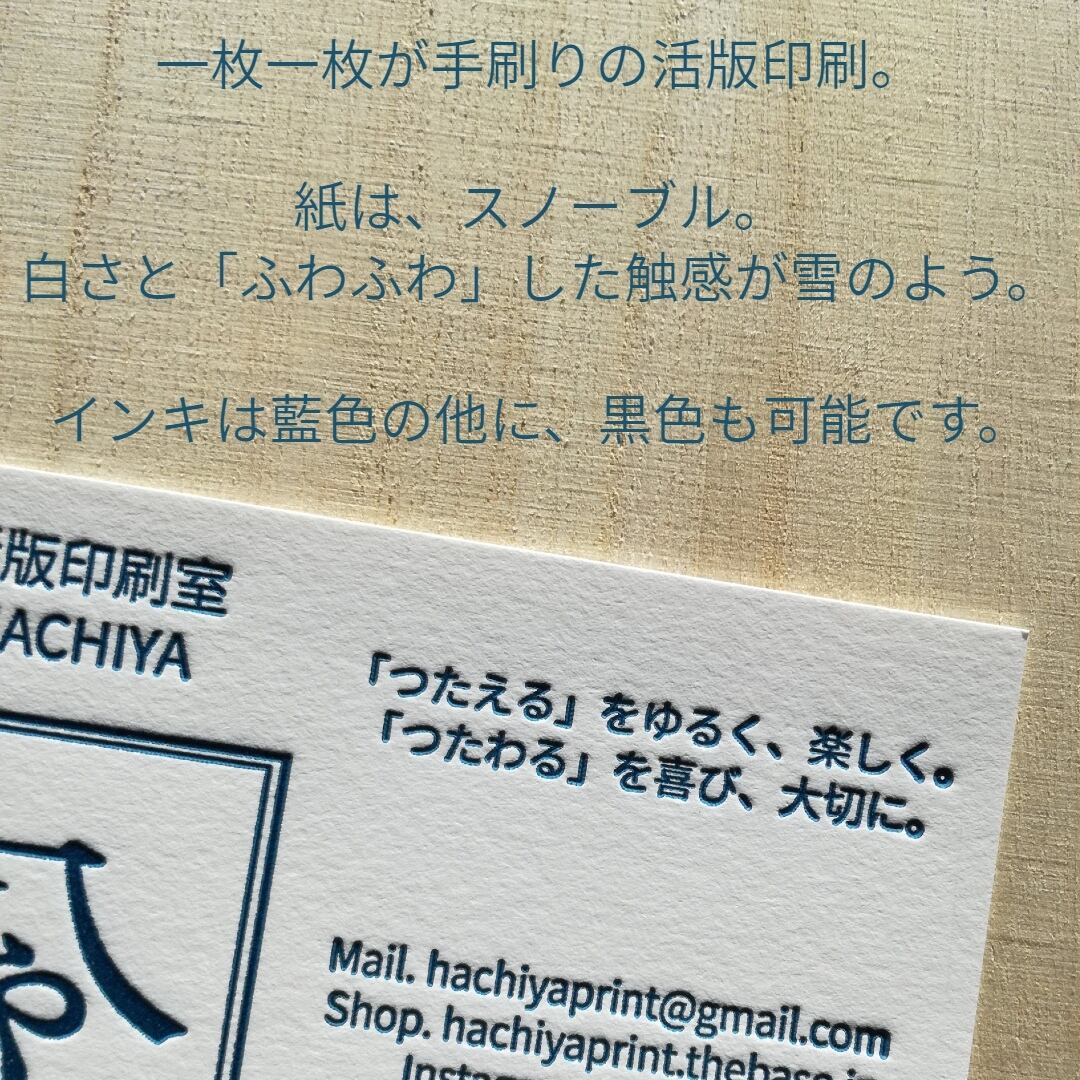 一枚一枚が手刷りの活版印刷。
紙は、スノーブル。
白さと「ふわふわ」した触感が雪のよう。
インキは藍色の他に、黒色も可能です。
版印刷室
ACHIYA
「つたえる」をゆるく、楽しく。
「つたわる」を喜び、大切に。
Mail. hachiyaprint@gmail.com
Shop. hachiyaprint.thebase.in